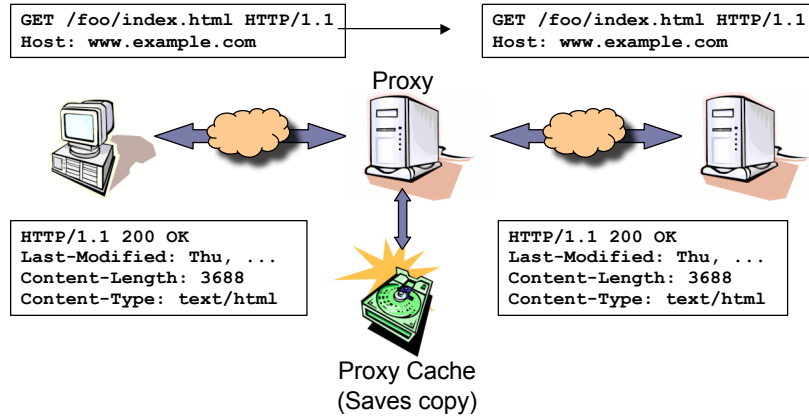 GET /foo/index.html HTTP/1.1
Host: www.example.com
GET /foo/index.html HTTP/1.1
Host: www.example.com
Proxy
HTTP/1.1 200 OK
Last-Modified: Thu, ...
Content-Length: 3688
Content-Type: text/html
HTTP/1.1 200 OK
Last-Modified: Thu, ...
Content-Length: 3688
Content-Type: text/html
Proxy Cache
(Saves copy)